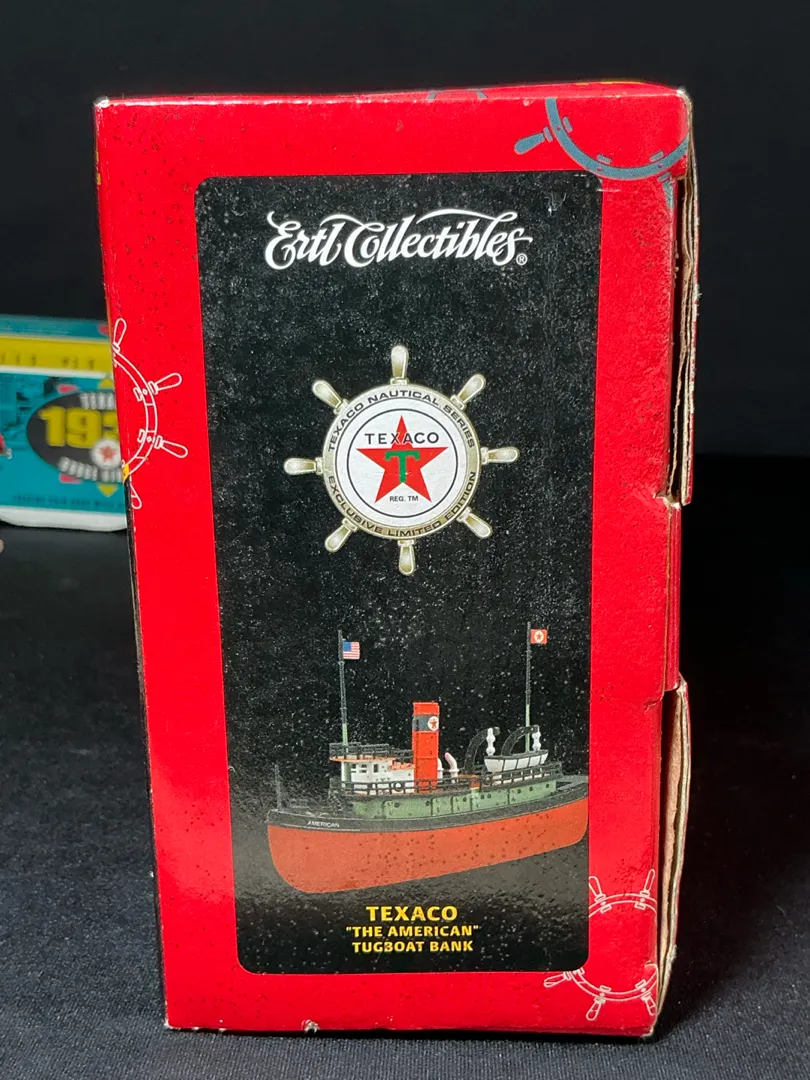 Ertl Collectibles®
TEXACO NAUTICAL SERIES
TEXACO
T
REG. TM
EXCLUSIVE LIMITED EDITION
AMERICAN
TEXACO
"THE AMERICAN"
TUGBOAT BANK